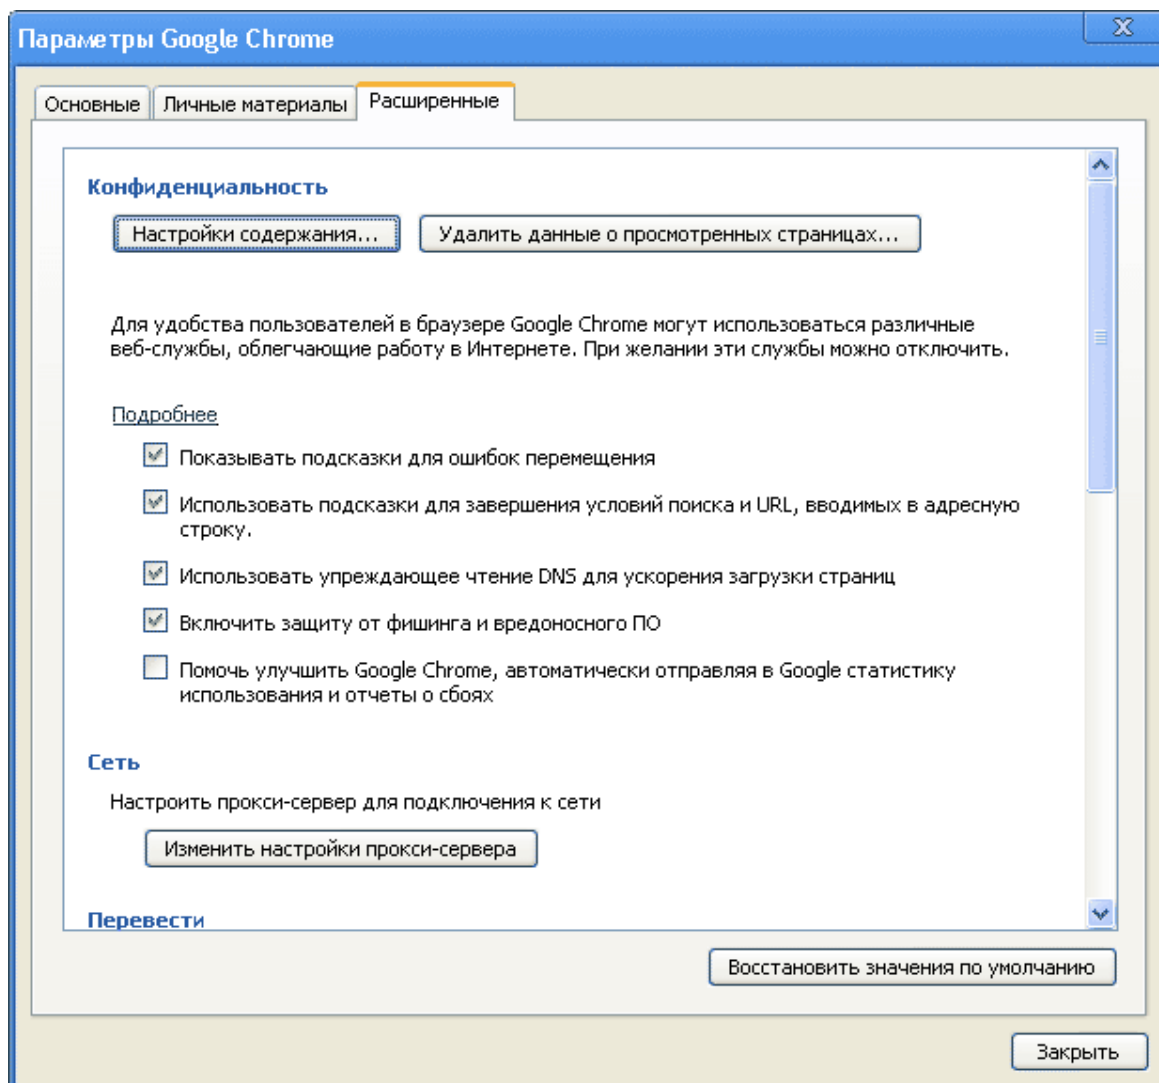 Параметры Google Chrome
X
Основные
Личные материалы
Расширенные
Конфиденциальность
Настройки содержания...
Удалить данные о просмотренных страницах...
Для удобства пользователей в браузере Google Chrome могут использоваться различные
веб-службы, облегчающие работу в Интернете. При желании эти службы можно отключить.
Подробнее
Показывать подсказки для ошибок перемещения
Использовать подсказки для завершения условий поиска и URL, вводимых в адресную
строку.
Использовать упреждающее чтение DNS для ускорения загрузки страниц
Включить защиту от фишинга и вредоносного ПО
Помочь улучшить Google Chrome, автоматически отправляя в Google статистику
использования и отчеты о сбоях
Сеть
Настроить прокси-сервер для подключения к сети
Изменить настройки прокси-сервера
Перевести
Восстановить значения по умолчанию
Закрыть